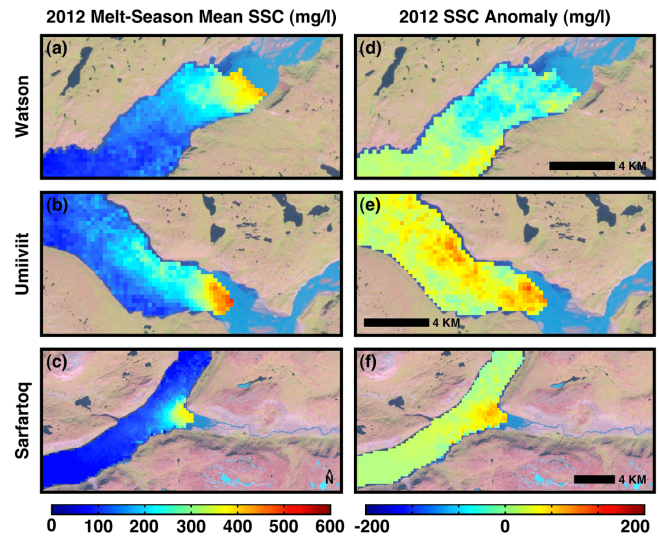 2012 Melt-Season Mean SSC (mg/l)
2012 SSC Anomaly (mg/l)
Watson
(a)
(d)
4 KM
Umiiviit
(b)
(e)
4 KM
Sarfartoq
(c)
N
(f)
4 KM
0 100 200 300 400 500 600
-200 0 200